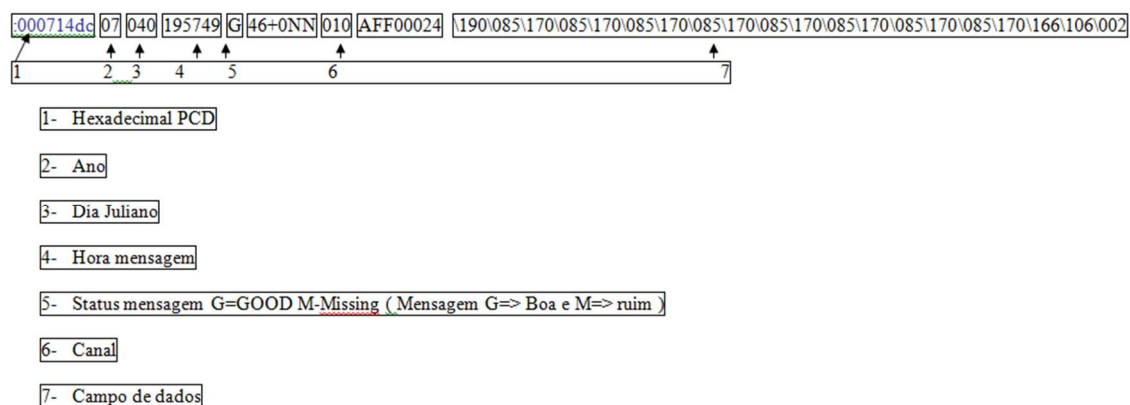 :000714dc 07 040 195749 G 46+0NN 010 AFF00024 \190\085\170\085\170\085\170\085\170\085\170\085\170\085\170\085\170\166\106\002
1 2 3 4 5 6 7
1- Hexadecimal PCD
2- Ano
3- Dia Juliano
4- Hora mensagem
5- Status mensagem G=GOOD M-Missing ( Mensagem G=> Boa e M=> ruim )
6- Canal
7- Campo de dados